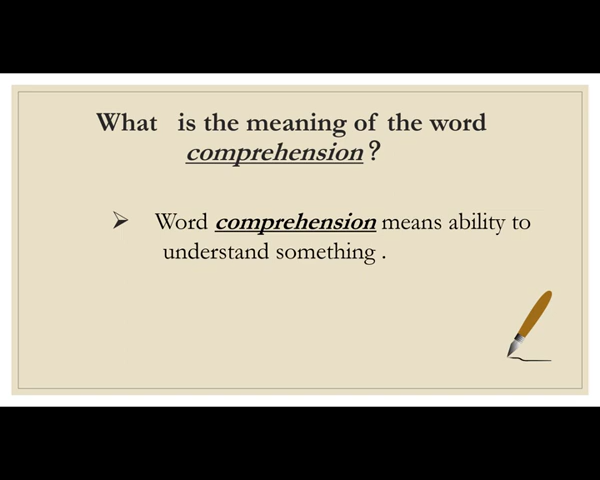 What is the meaning of the word
comprehension ?
➢ Word comprehension means ability to
understand something .